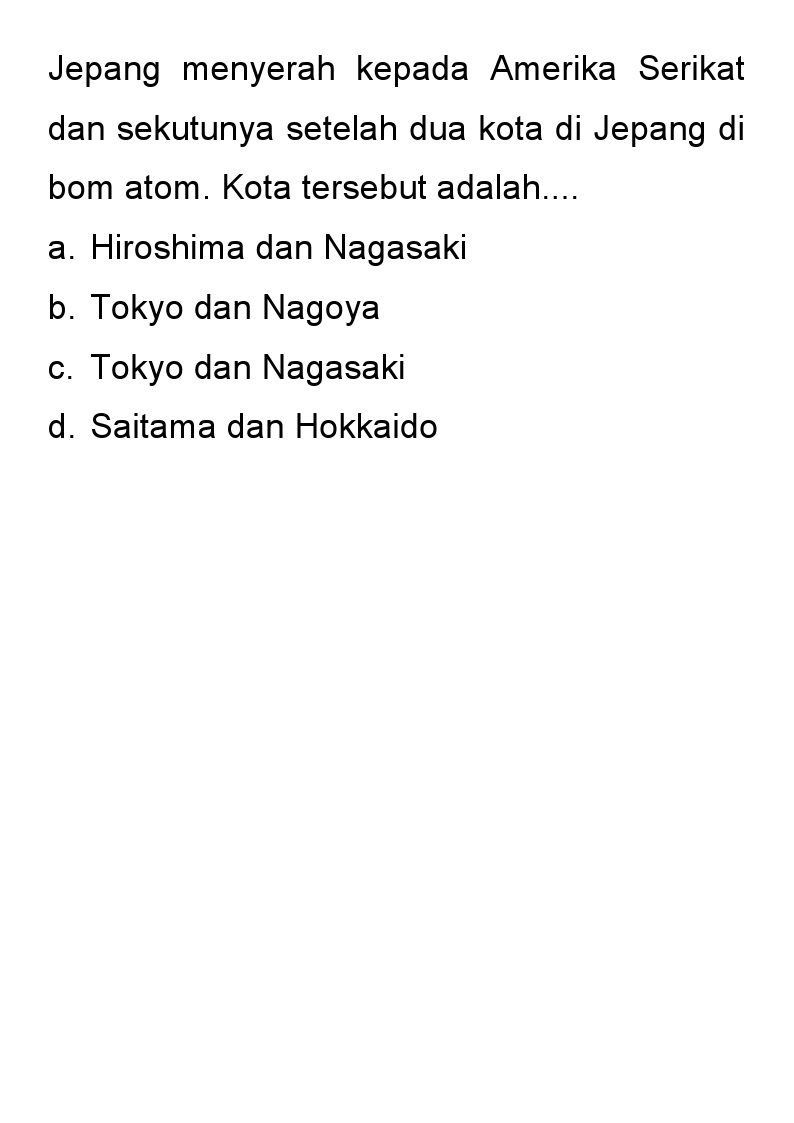 Jepang menyerah kepada Amerika Serikat
dan sekutunya setelah dua kota di Jepang di
bom atom. Kota tersebut adalah....
a. Hiroshima dan Nagasaki
b. Tokyo dan Nagoya
c. Tokyo dan Nagasaki
d. Saitama dan Hokkaido